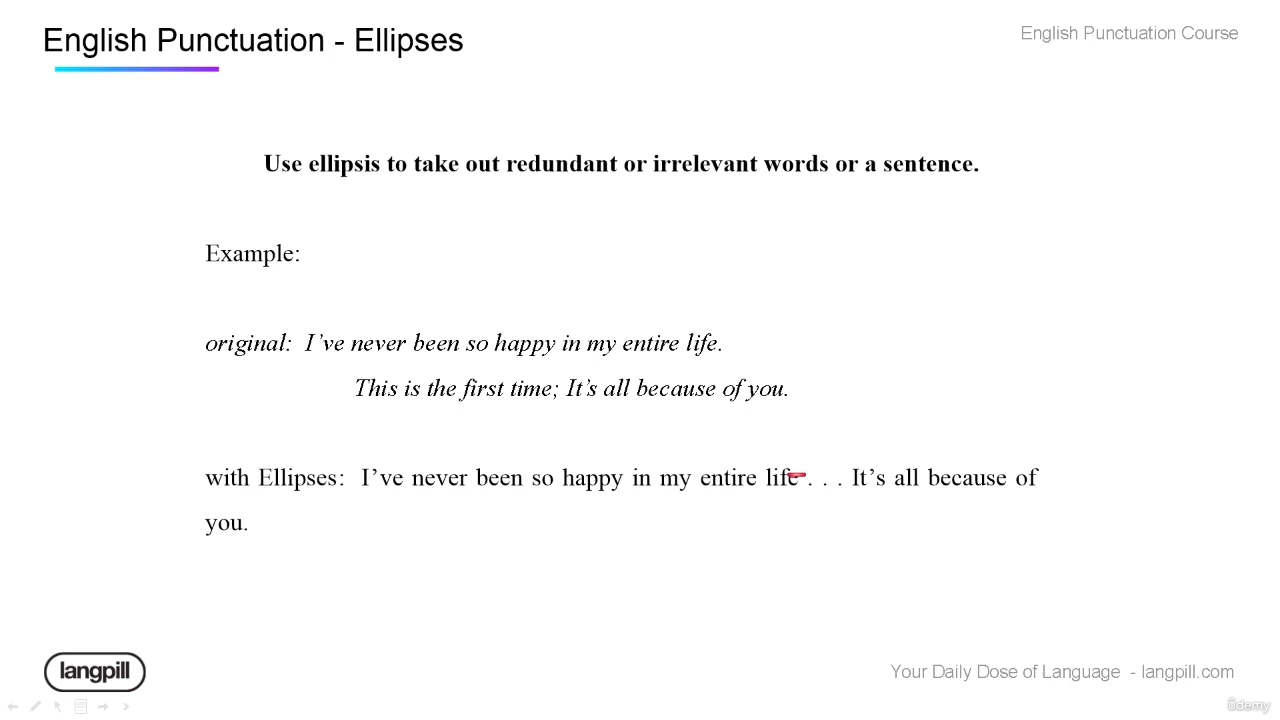 English Punctuation - Ellipses
English Punctuation Course
Use ellipsis to take out redundant or irrelevant words or a sentence.
Example:
original: I’ve never been so happy in my entire life.
This is the first time; It’s all because of you.
with Ellipses: I’ve never been so happy in my entire life . . . It’s all because of
you.
langpill
Your Daily Dose of Language - langpill.com
ûdemy